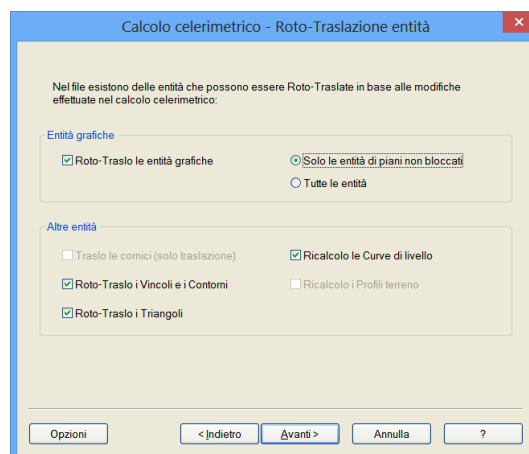 Calcolo celerimetrico - Roto-Traslazione entità
Nel file esistono delle entità che possono essere Roto-Traslate in base alle modifiche
effettuate nel calcolo celerimetrico:
Entità grafiche
Roto-Traslo le entità grafiche
Solo le entità di piani non bloccati
Tutte le entità
Altre entità
Traslo le cornici (solo traslazione)
Ricalcolo le Curve di livello
Roto-Traslo i Vincoli e i Contorni
Ricalcolo i Profili terreno
Roto-Traslo i Triangoli
Opzioni
< Indietro
Avanti >
Annulla
?